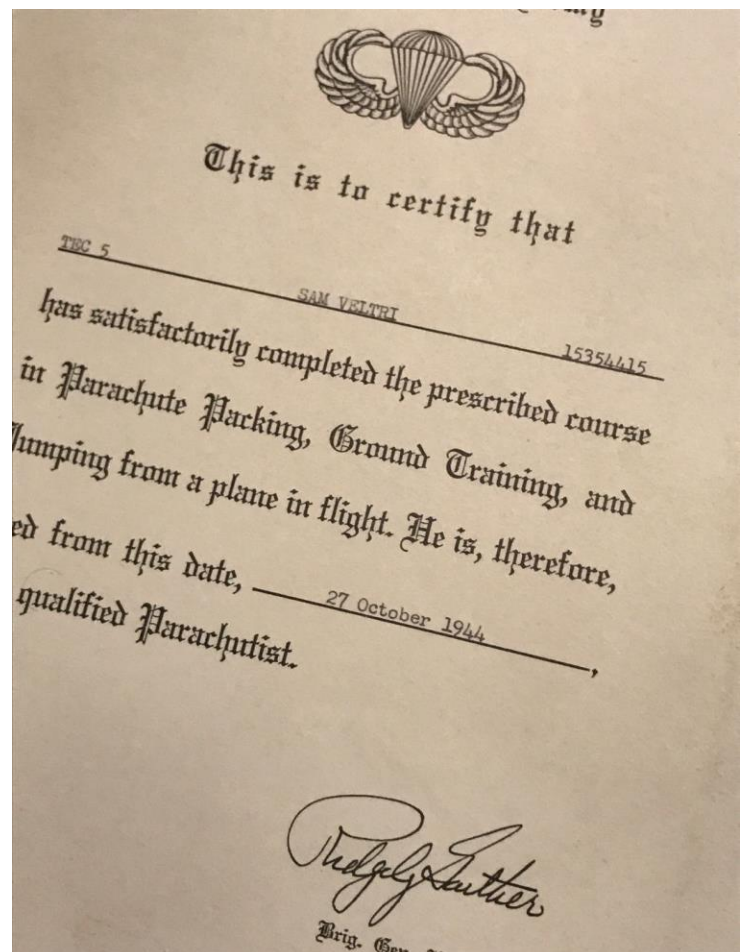 This is to certify that
TEC 5 SAM VELTRI 15354415
has satisfactorily completed the prescribed course
in Parachute Packing, Ground Training, and
Jumping from a plane in flight. He is, therefore,
ed from this date, 27 October 1944,
qualified Parachutist.
Ridgely Gaither
Brig. Gen.